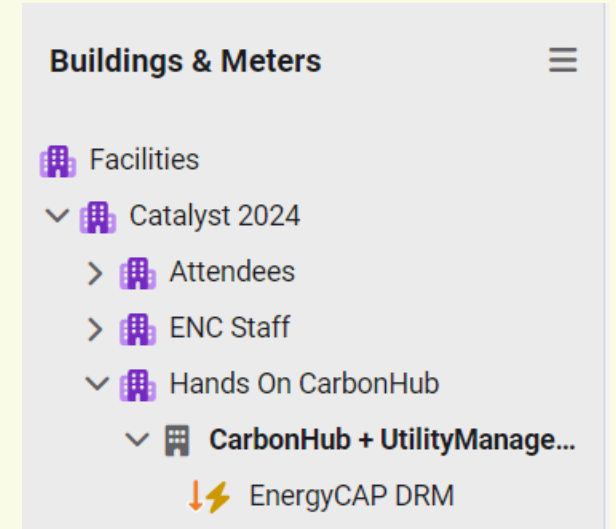 Buildings & Meters
Facilities
Catalyst 2024
Attendees
ENC Staff
Hands On CarbonHub
CarbonHub + UtilityManage...
EnergyCAP DRM